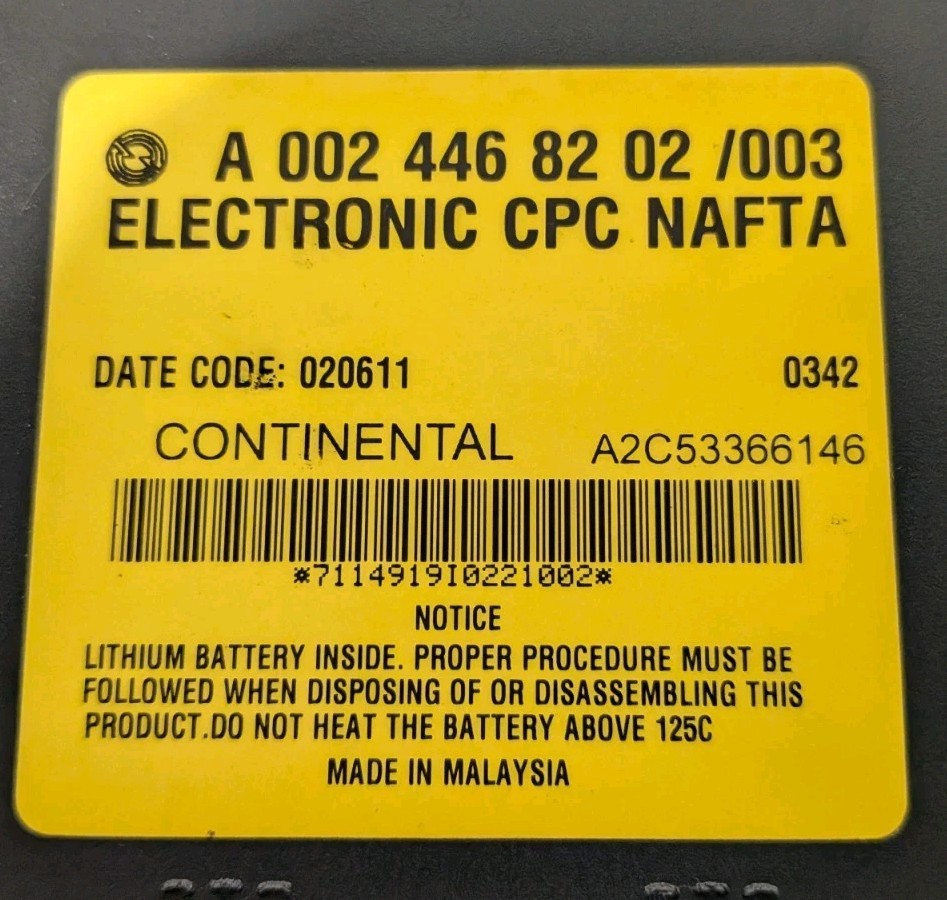 A 002 446 82 02 /003
ELECTRONIC CPC NAFTA
DATE CODE: 020611 0342
CONTINENTAL A2C53366146
*7114919I0221002*
NOTICE
LITHIUM BATTERY INSIDE. PROPER PROCEDURE MUST BE
FOLLOWED WHEN DISPOSING OF OR DISASSEMBLING THIS
PRODUCT.DO NOT HEAT THE BATTERY ABOVE 125C
MADE IN MALAYSIA